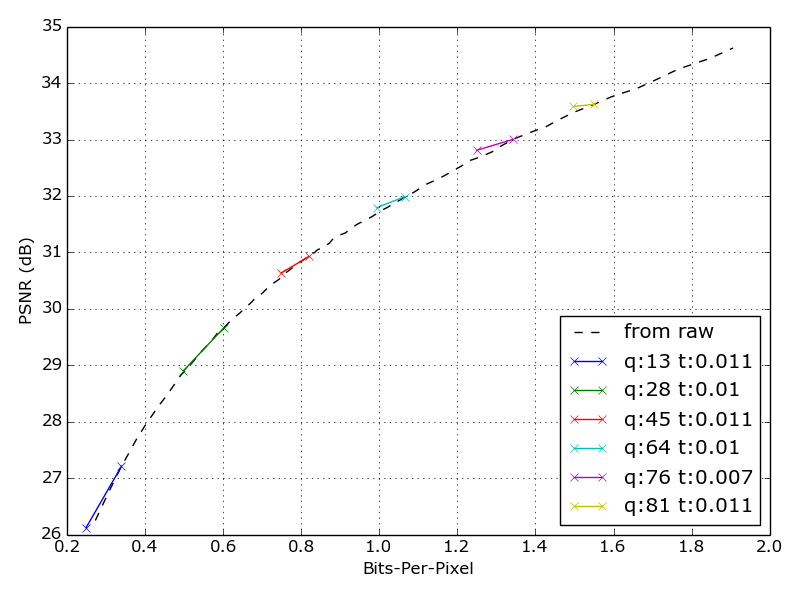 35
34
33
32
31
30
29
28
27
26
PSNR (dB)
from raw
q:13 t:0.011
q:28 t:0.01
q:45 t:0.011
q:64 t:0.01
q:76 t:0.007
q:81 t:0.011
0.2 0.4 0.6 0.8 1.0 1.2 1.4 1.6 1.8 2.0
Bits-Per-Pixel